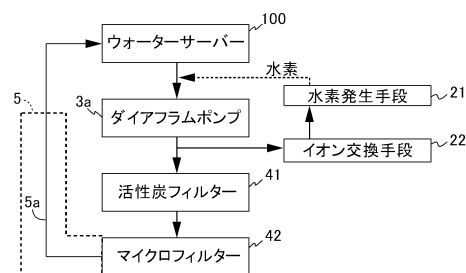 100
ウォーターサーバー
水素
水素発生手段
21
5
3a
ダイアフラムポンプ
イオン交換手段
22
5a
活性炭フィルター
41
マイクロフィルター
42